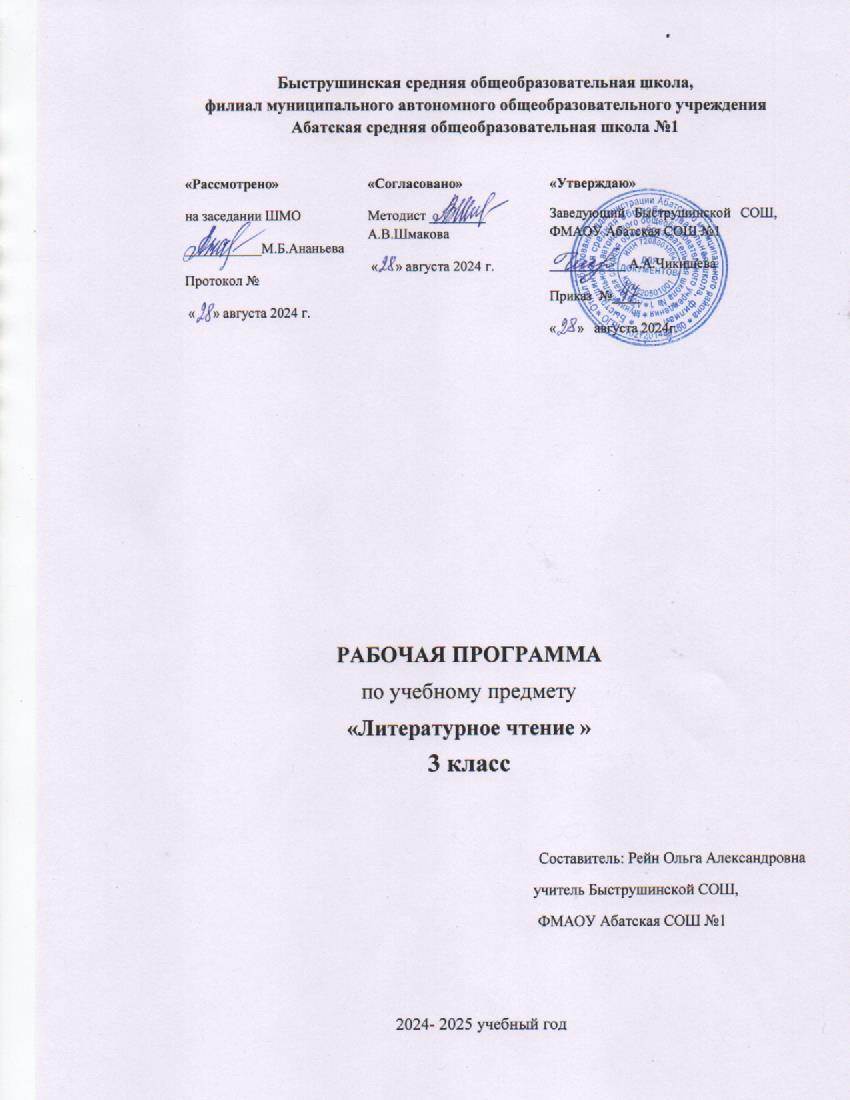 Быструшинская средняя общеобразовательная школа,
филиал муниципального автономного общеобразовательного учреждения
Абатская средняя общеобразовательная школа №1
«Рассмотрено»
на заседании ШМО
М.Б.Ананьева
Протокол №
«28» августа 2024 г.
«Согласовано»
Методист
А.В.Шмакова
«28» августа 2024 г.
«Утверждаю»
Заведующий Быструшинской СОШ,
ФМАОУ Абатская СОШ №1
А.А.Чикишева
Приказ №
«28» августа 2024г.
ДОКУМЕНТОВ
РАБОЧАЯ ПРОГРАММА
по учебному предмету
«Литературное чтение »
3 класс
Составитель: Рейн Ольга Александровна
учитель Быструшинской СОШ,
ФМАОУ Абатская СОШ №1
2024- 2025 учебный год